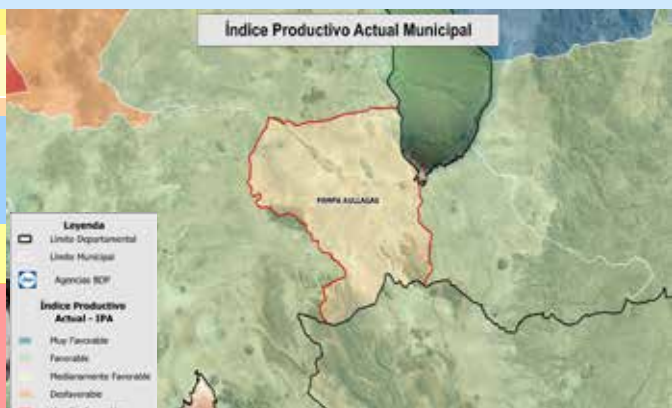 Índice Productivo Actual Municipal
PAMPA AULLAGAS
Leyenda
Límite Departamental
Límite Municipal
Agencias BDP
Índice Productivo
Actual - IPA
Muy Favorable
Favorable
Medianamente Favorable
Desfavorable